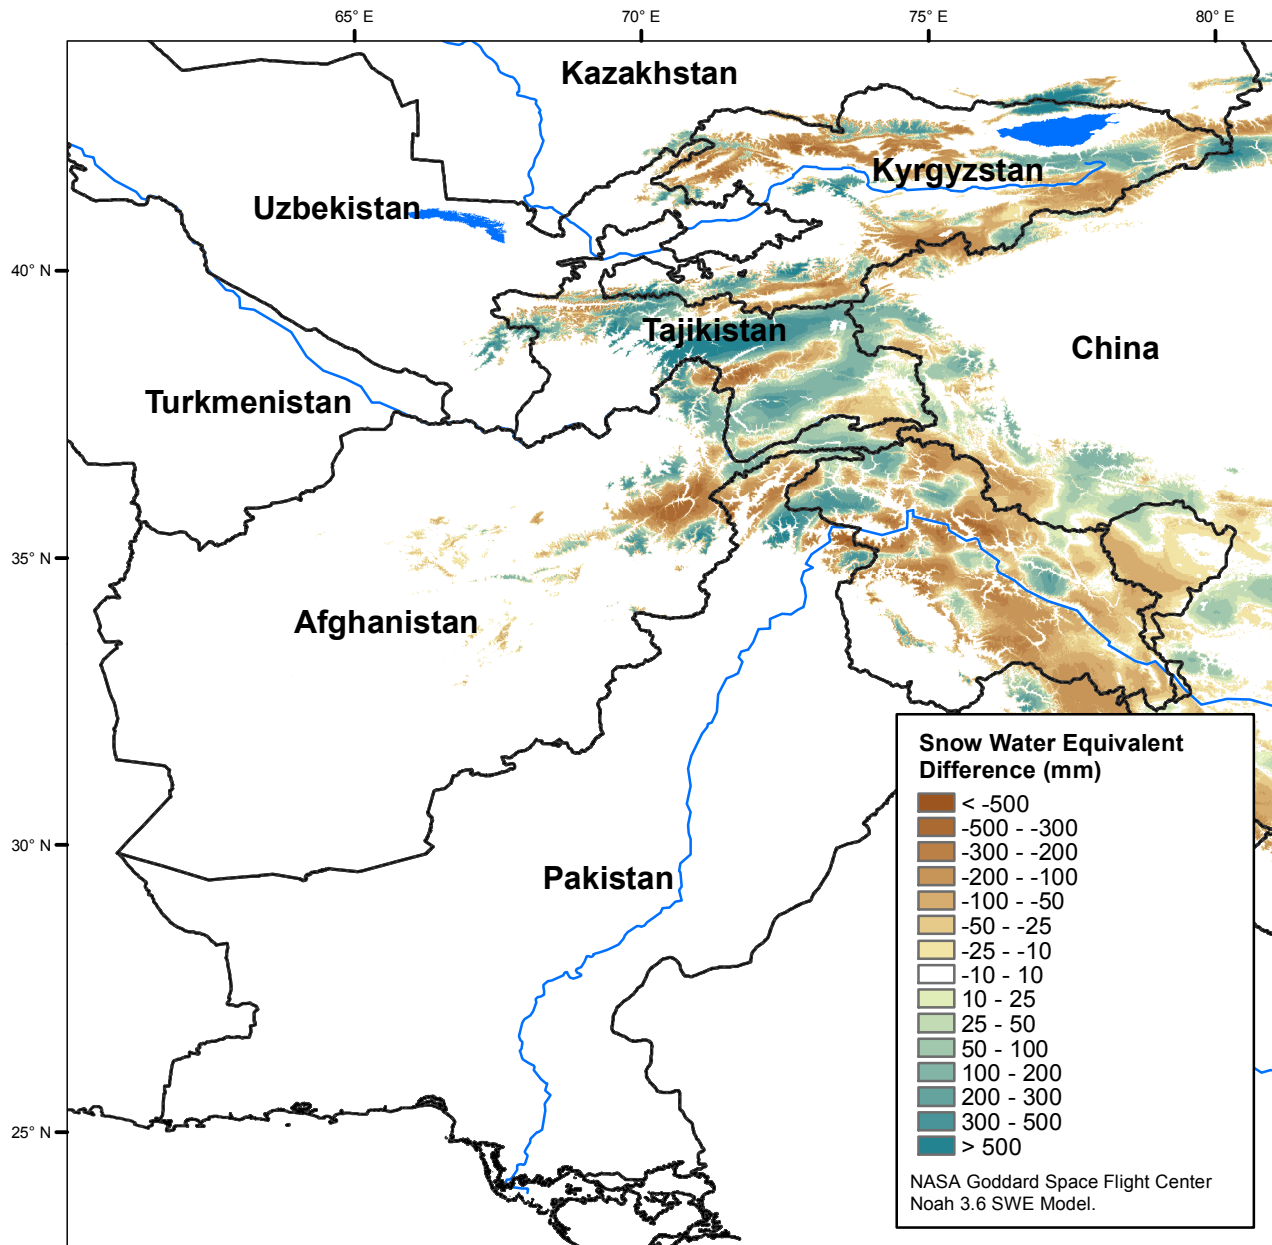 65° E
70° E
75° E
80° E
Kazakhstan
Kyrgyzstan
Uzbekistan
40° N
Tajikistan
China
Turkmenistan
35° N
Afghanistan
Snow Water Equivalent
Difference (mm)
< -500
-500 - -300
-300 - -200
-200 - -100
-100 - -50
-50 - -25
-25 - -10
-10 - 10
10 - 25
25 - 50
50 - 100
100 - 200
200 - 300
300 - 500
> 500
30° N
Pakistan
25° N
NASA Goddard Space Flight Center
Noah 3.6 SWE Model.